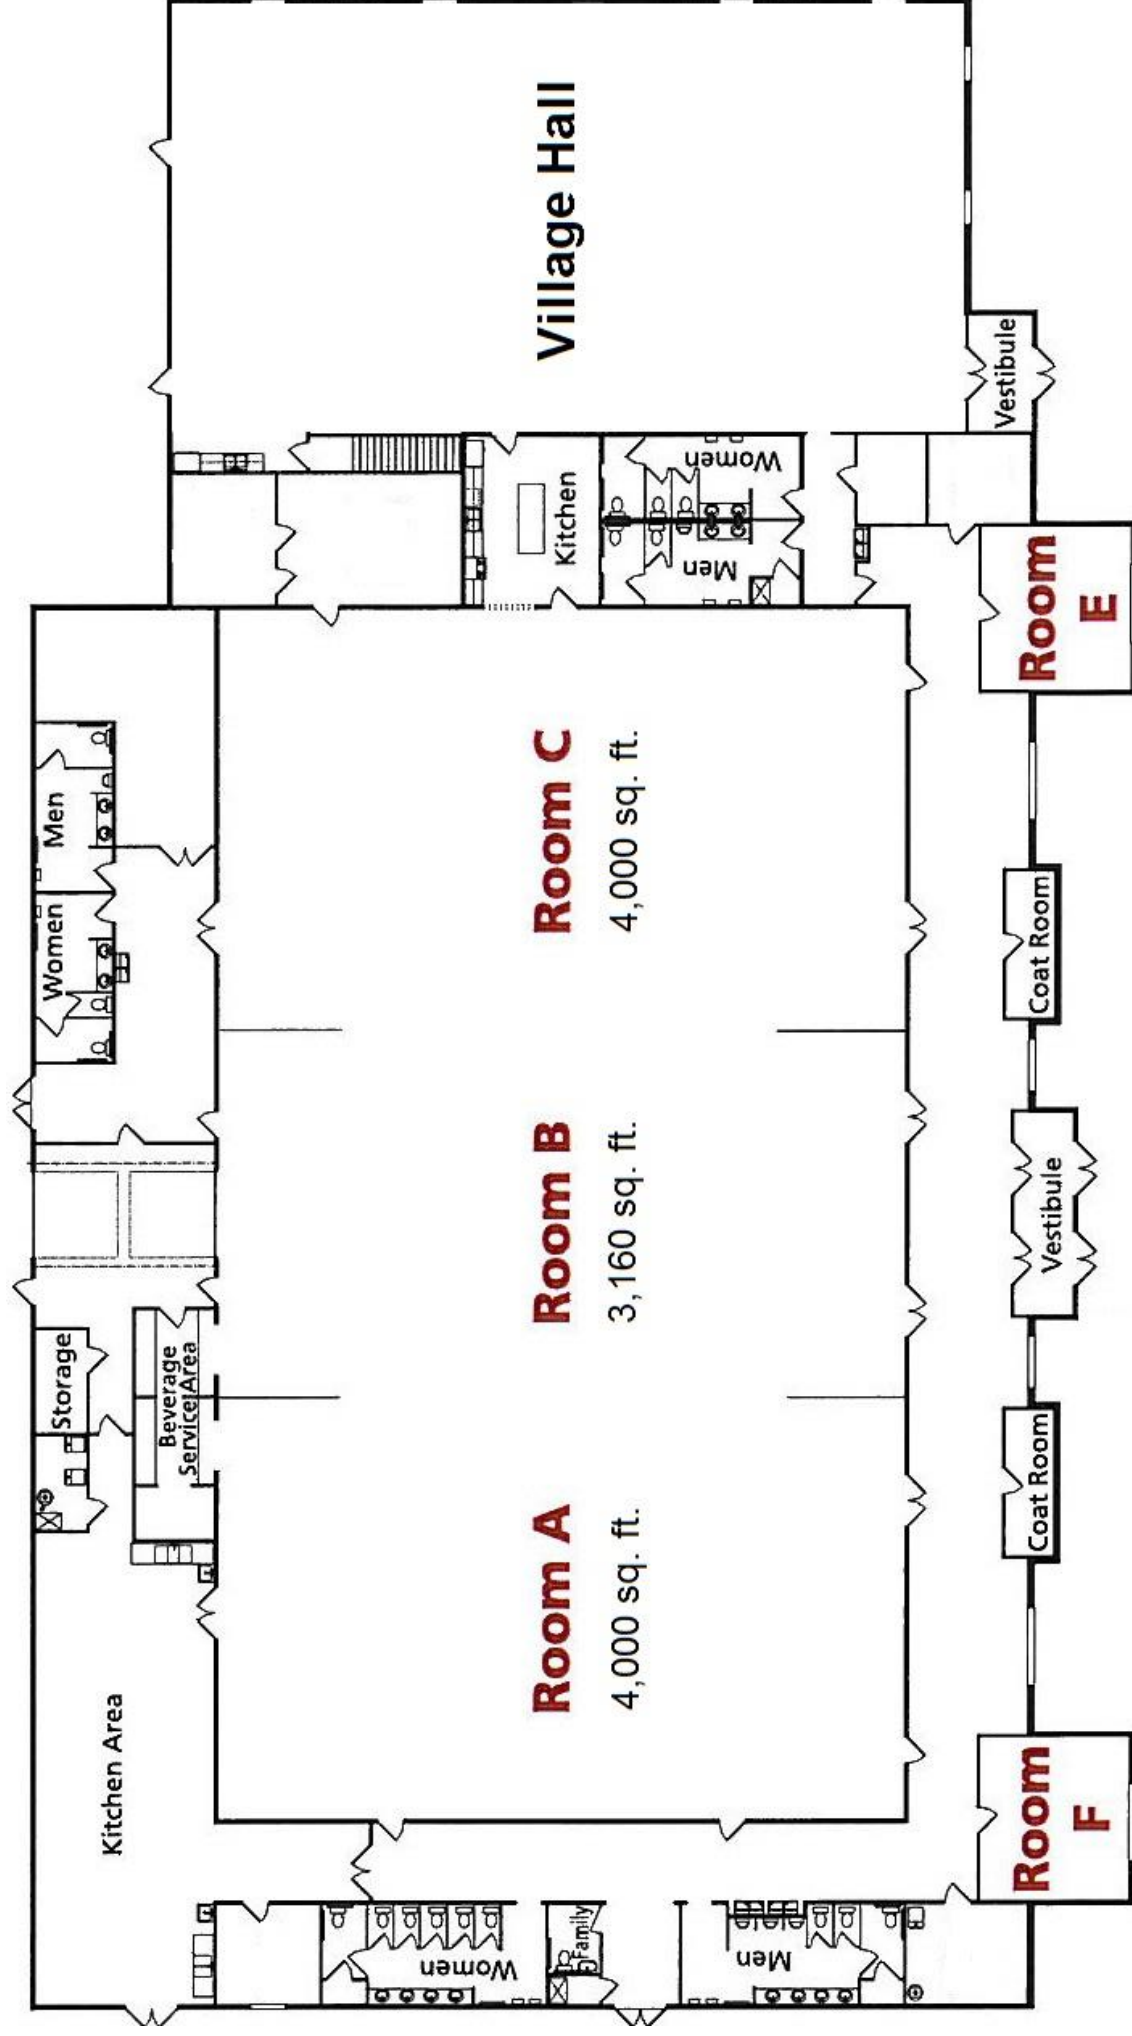 Village Hall
Vestibule
Women
Men
Kitchen
Room
E
Men
Women
Room C
4,000 sq. ft.
Coat Room
Room B
3,160 sq. ft.
Vestibule
Storage
Beverage
Service Area
Room A
4,000 sq. ft.
Coat Room
Kitchen Area
Room
F
Women
Family
Men